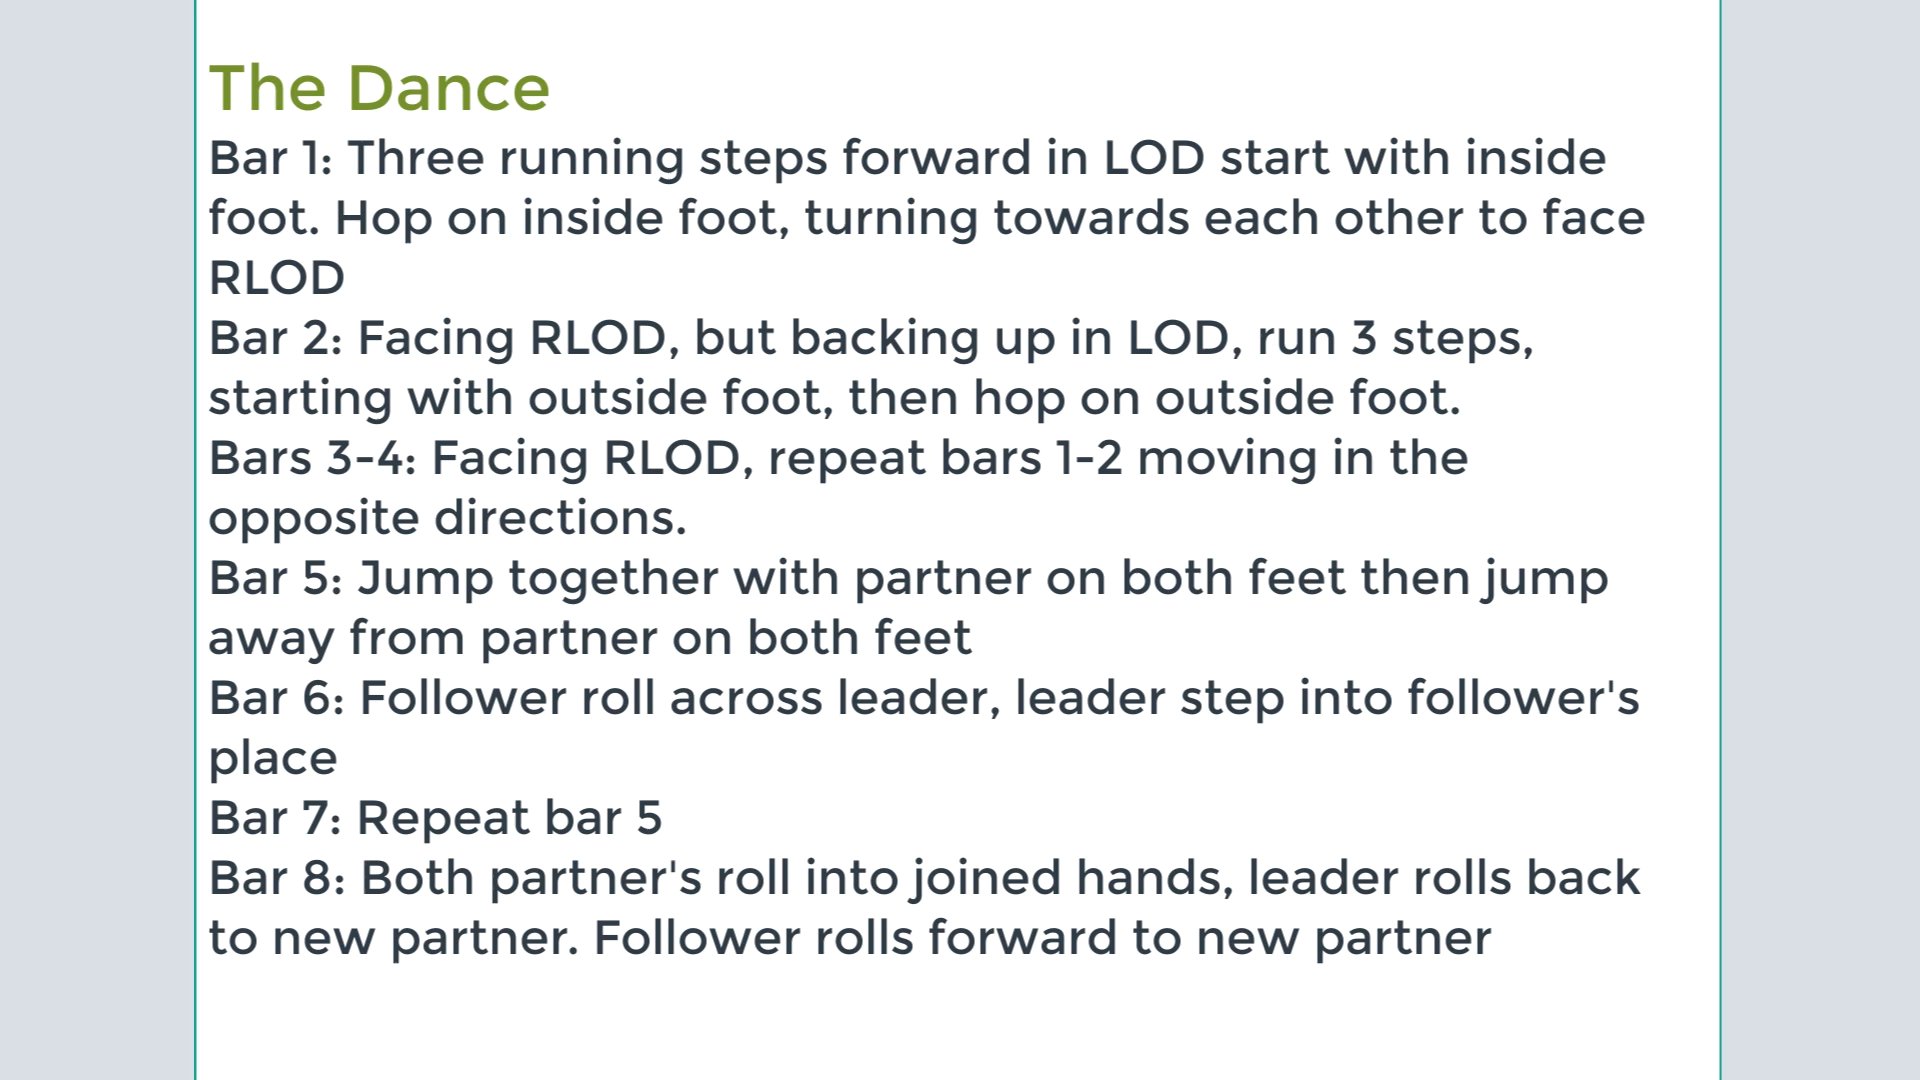 The Dance
Bar 1: Three running steps forward in LOD start with inside
foot. Hop on inside foot, turning towards each other to face
RLOD
Bar 2: Facing RLOD, but backing up in LOD, run 3 steps,
starting with outside foot, then hop on outside foot.
Bars 3-4: Facing RLOD, repeat bars 1-2 moving in the
opposite directions.
Bar 5: Jump together with partner on both feet then jump
away from partner on both feet
Bar 6: Follower roll across leader, leader step into follower's
place
Bar 7: Repeat bar 5
Bar 8: Both partner's roll into joined hands, leader rolls back
to new partner. Follower rolls forward to new partner